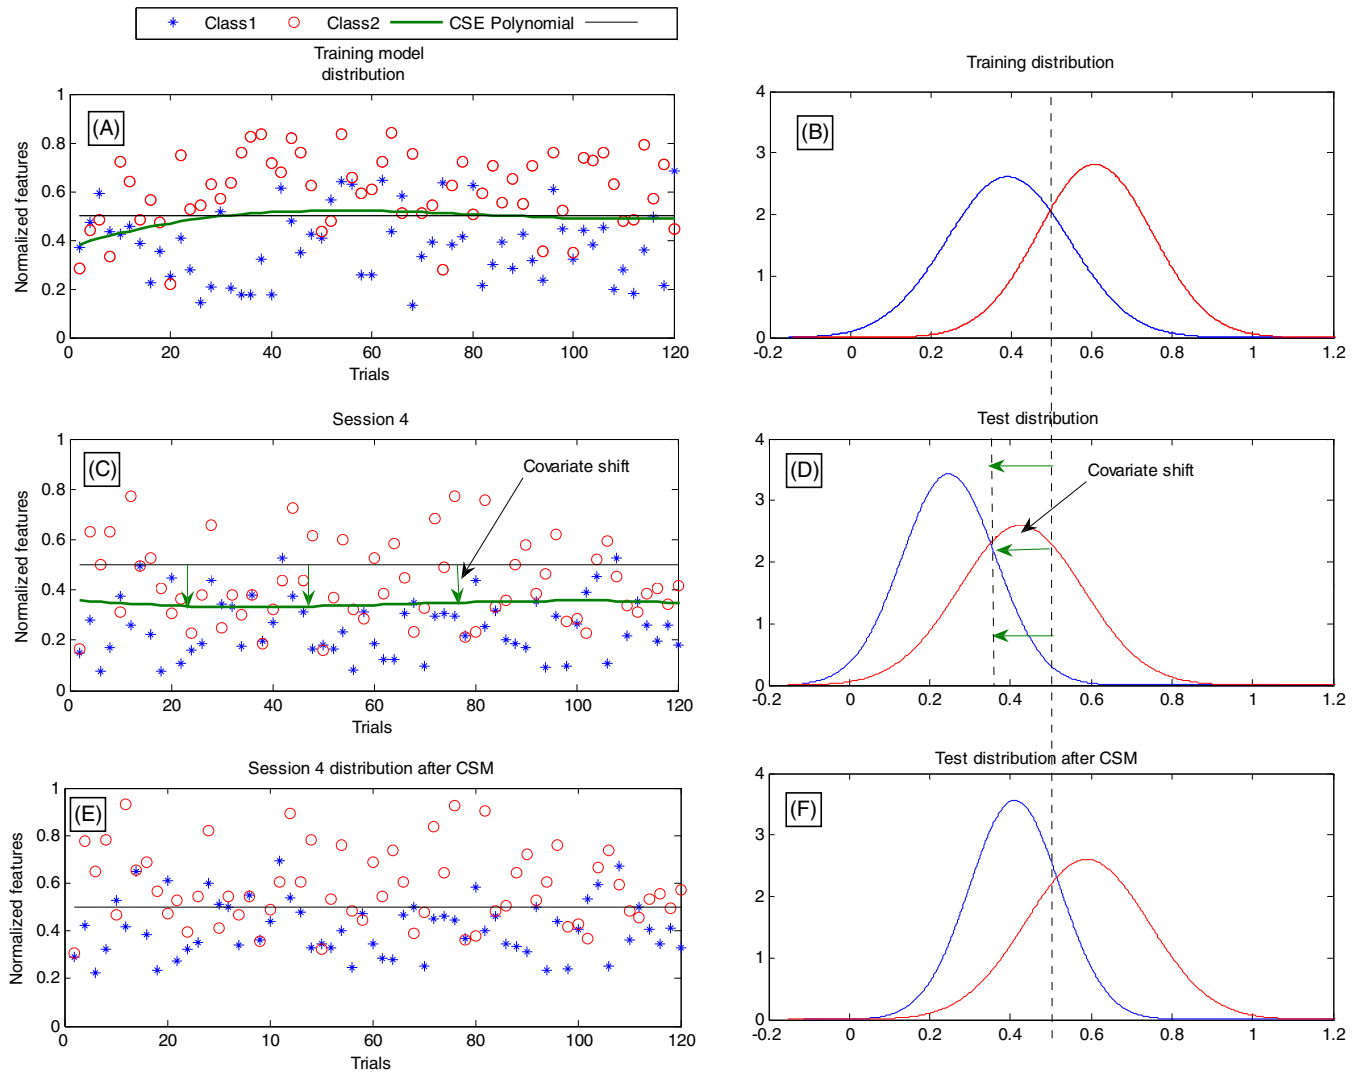 Class1 Class2 CSE Polynomial
Training model
distribution
(A)
Normalized features
1
0.8
0.6
0.4
0.2
0
0 20 40 60 80 100 120
Trials
Training distribution
(B)
4
3
2
1
0
-0.2 0 0.2 0.4 0.6 0.8 1 1.2
Session 4
(C)
Covariate shift
Normalized features
1
0.8
0.6
0.4
0.2
0
0 20 40 60 80 100 120
Trials
Test distribution
(D)
Covariate shift
4
3
2
1
0
-0.2 0 0.2 0.4 0.6 0.8 1 1.2
Session 4 distribution after CSM
(E)
Normalized features
1
0.8
0.6
0.4
0.2
0
0 20 10 60 80 100 120
Trials
Test distribution after CSM
(F)
4
3
2
1
0
-0.2 0 0.2 0.4 0.6 0.8 1 1.2